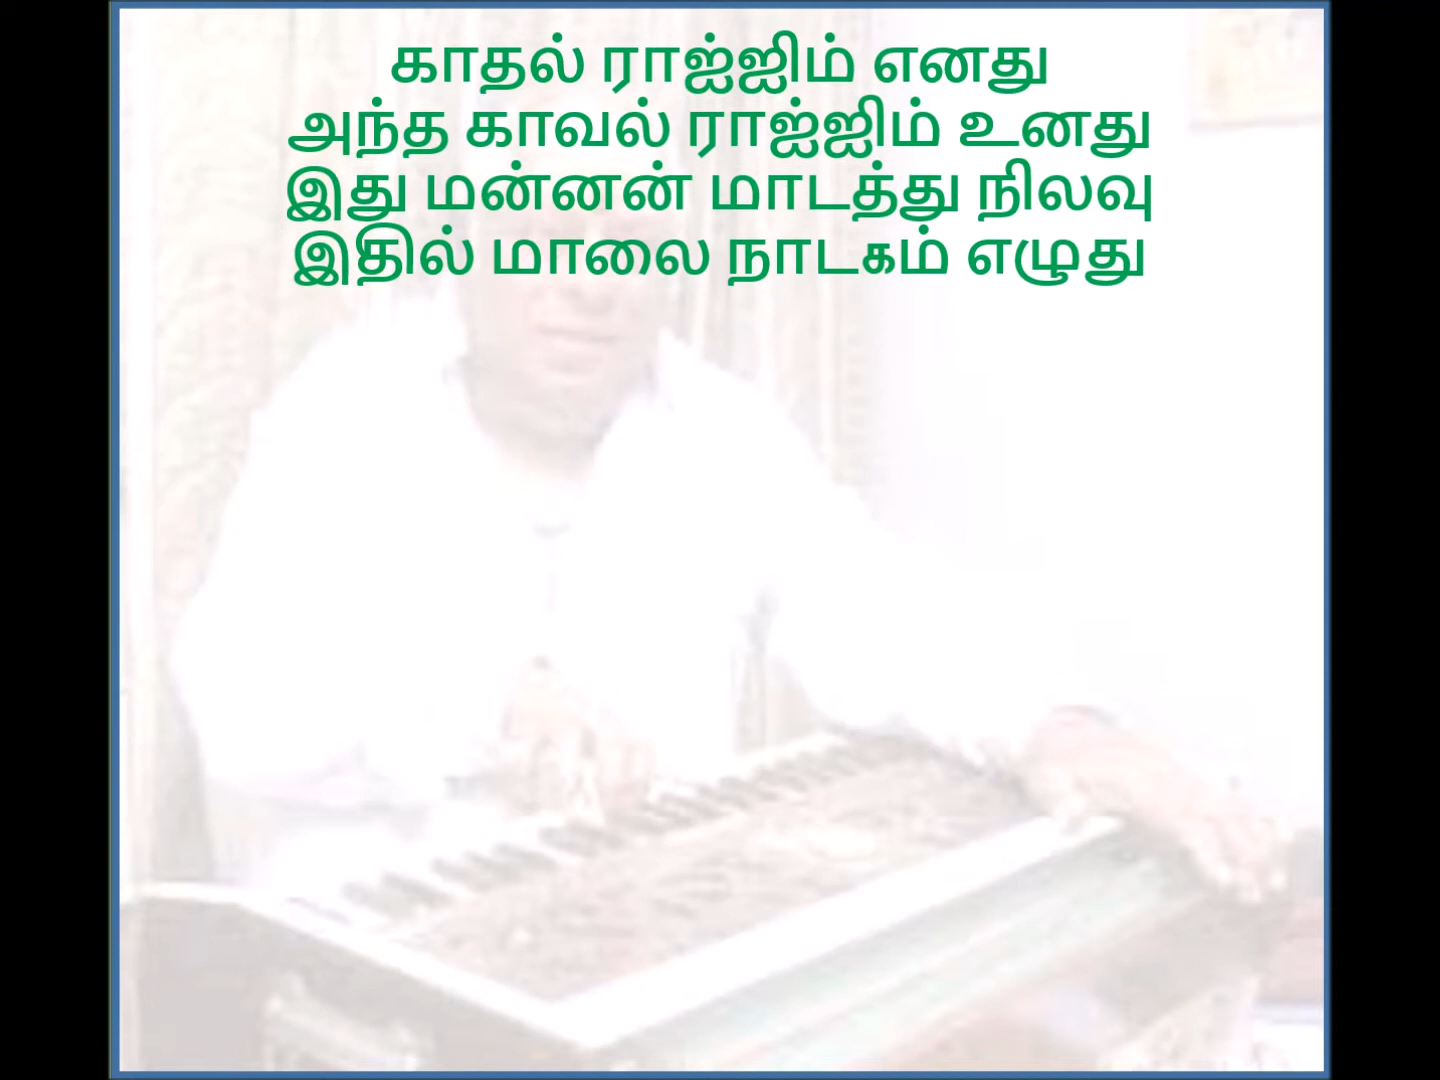 காதல் ராஜ்ஜிம் எனது
அந்த காவல் ராஜ்ஜிம் உனது
இது மன்னன் மாடத்து நிலவு
இதில் மாலை நாடகம் எழுது